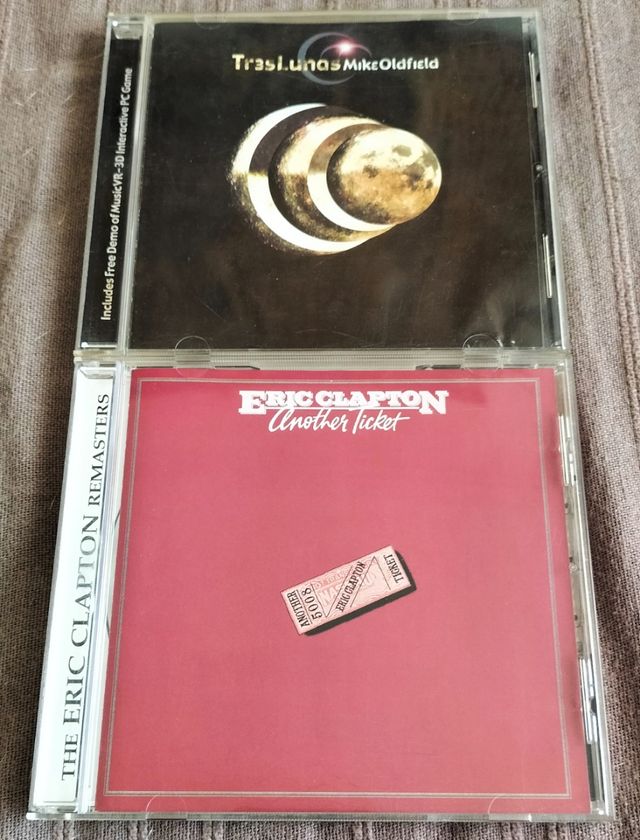 Includes Free Demo of MusicVR-3D Interactive PC Game
Tr3sLunas MikeOldfield
THE ERIC CLAPTON REMASTERS
ERIC CLAPTON
Another Ticket
ANOTHER
5008
ERIC CLAPTON
TICKET